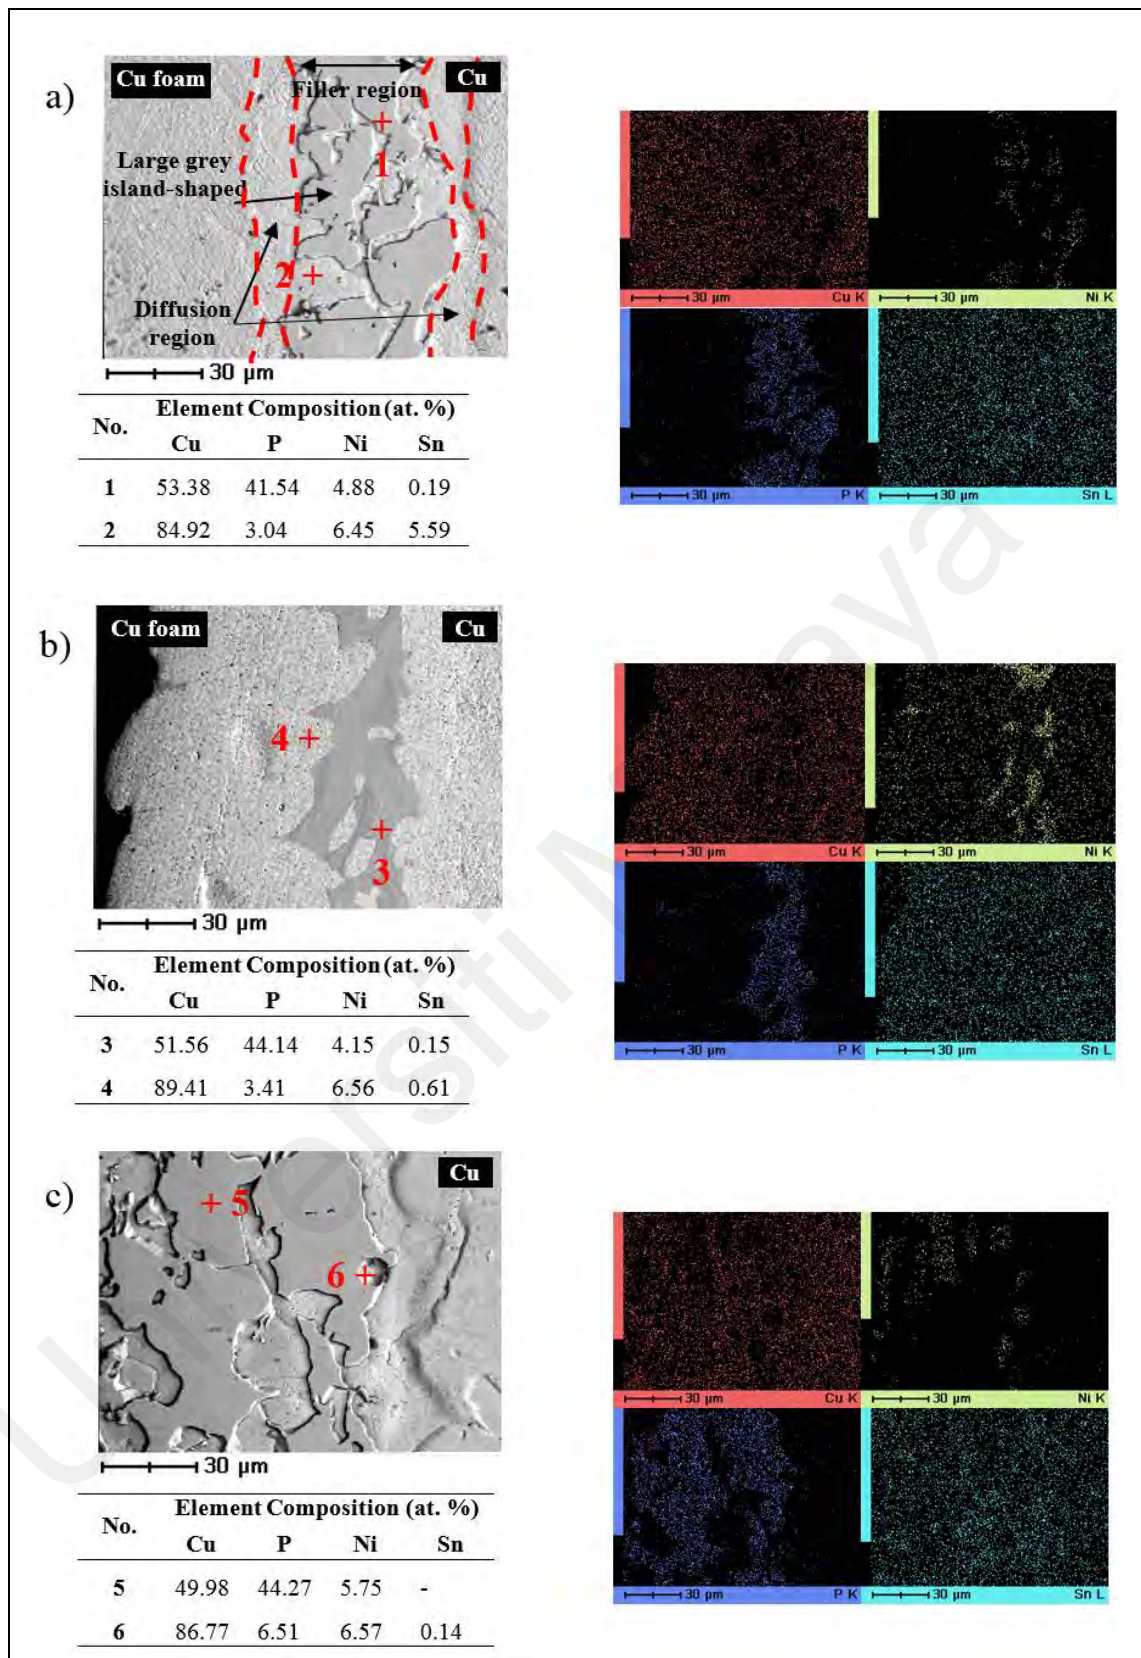 a)
Cu foam
Cu
Filler region
1
Large grey
island-shaped
2
Diffusion
region
30 µm
No. Element Composition (at. %)
Cu P Ni Sn
1 53.38 41.54 4.88 0.19
2 84.92 3.04 6.45 5.59
30 µm Cu K
30 µm Ni K
30 µm P K
30 µm Sn L
b)
Cu foam
Cu
4
3
30 µm
No. Element Composition (at. %)
Cu P Ni Sn
3 51.56 44.14 4.15 0.15
4 89.41 3.41 6.56 0.61
30 µm Cu K
30 µm Ni K
30 µm P K
30 µm Sn L
c)
Cu
5
6
30 µm
No. Element Composition (at. %)
Cu P Ni Sn
5 49.98 44.27 5.75 -
6 86.77 6.51 6.57 0.14
30 µm Cu K
30 µm Ni K
30 µm P K
30 µm Sn L